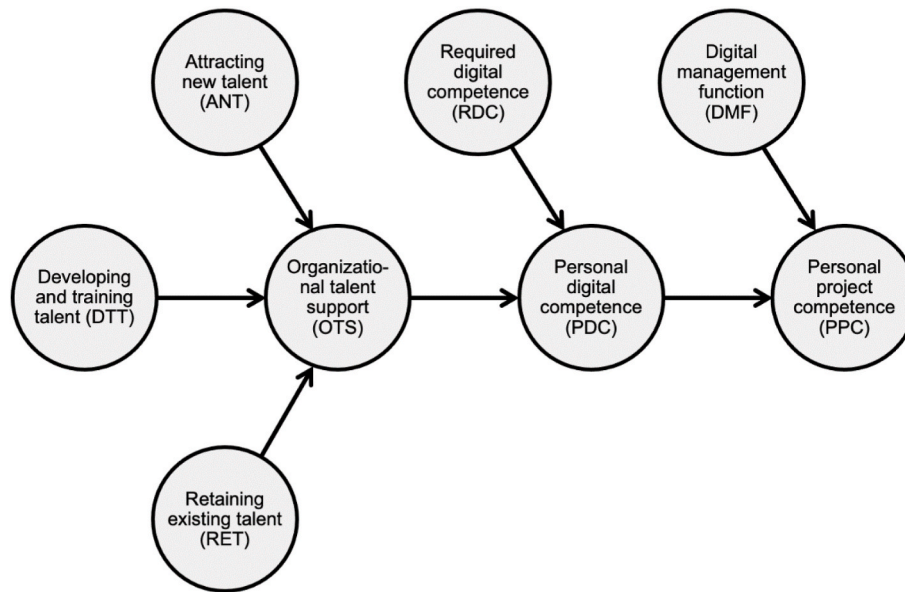 Attracting
new talent
(ANT)
Required
digital
competence
(RDC)
Digital
management
function
(DMF)
Developing
and training
talent (DTT)
Organizatio-
nal talent
support
(OTS)
Personal
digital
competence
(PDC)
Personal
project
competence
(PPC)
Retaining
existing talent
(RET)